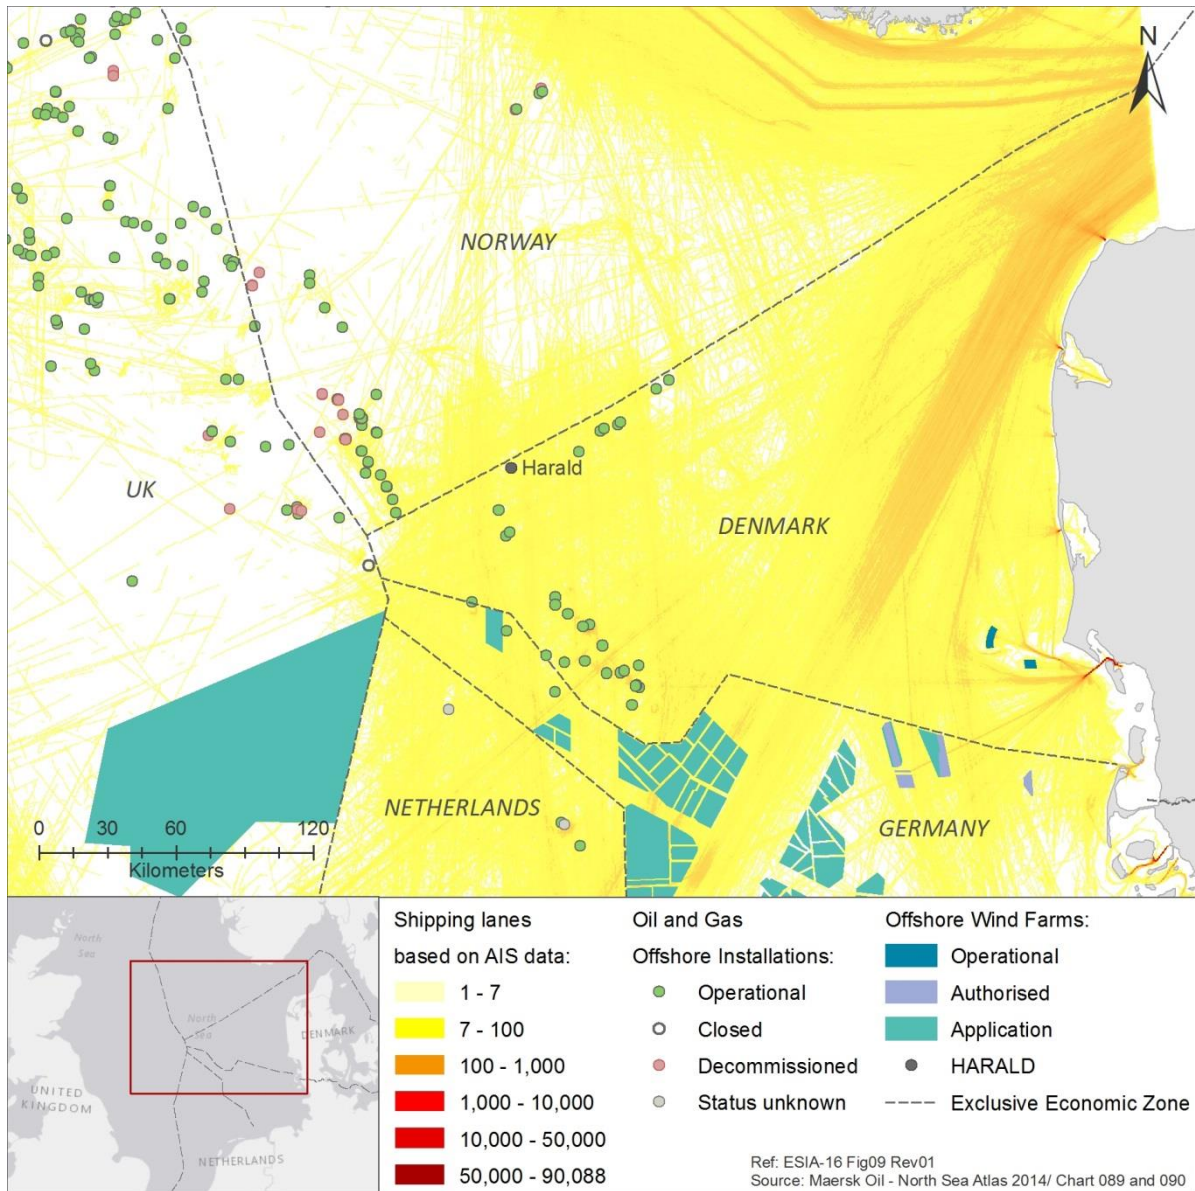 N
NORWAY
Harald
UK
DENMARK
NETHERLANDS
GERMANY
0 30 60 120
Kilometers
North
Sea
North
Sea
DENMARK
UNITED
KINGDOM
NETHERLANDS
Shipping lanes
based on AIS data:
1 - 7
7 - 100
100 - 1,000
1,000 - 10,000
10,000 - 50,000
50,000 - 90,088
Oil and Gas
Offshore Installations:
Operational
Closed
Decommissioned
Status unknown
Offshore Wind Farms:
Operational
Authorised
Application
HARALD
Exclusive Economic Zone
Ref: ESIA-16 Fig09 Rev01
Source: Maersk Oil - North Sea Atlas 2014/ Chart 089 and 090